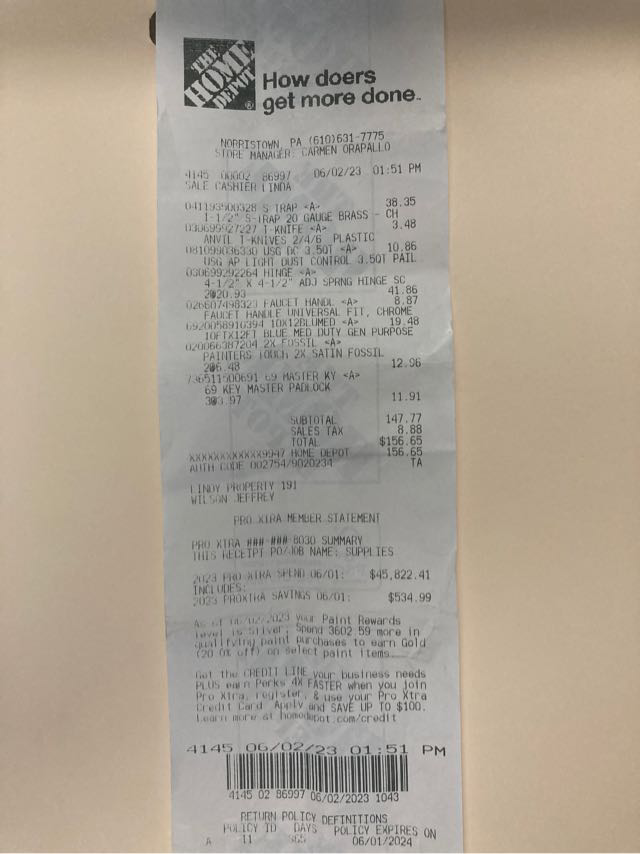 THE
HOME
DEPOT
®
How doers
get more done™
NORRISTOWN, PA (610)631-7775
STORE MANAGER: CARMEN ORAPALLO
4145 00002 86997 06/02/23 01:51 PM
SALE CASHIER LINDA
041193500328 S TRAP <A> 38.35
1-1/2" S-TRAP 20 GAUGE BRASS - CH
030699927227 T-KNIFE <A> 3.48
ANVIL T-KNIVES 2/4/6 PLASTIC
081099036330 USG DC 3.5QT <A> 10.86
USG AP LIGHT DUST CONTROL 3.5QT PAIL
030699292264 HINGE <A>
4-1/2" X 4-1/2" ADJ SPRNG HINGE SC
2@20.93 41.86
026607498323 FAUCET HANDL <A> 8.87
FAUCET HANDLE UNIVERSAL FIT, CHROME
6920058910394 10X12BLUMED <A> 19.48
10FTX12FT BLUE MED DUTY GEN PURPOSE
020066387204 2X FOSSIL <A>
PAINTERS TOUCH 2X SATIN FOSSIL
2@6.48 12.96
736511500691 69 MASTER KY <A>
69 KEY MASTER PADLOCK
3@3.97 11.91
SUBTOTAL 147.77
SALES TAX 8.88
TOTAL $156.65
XXXXXXXXXXXX9947 HOME DEPOT 156.65
AUTH CODE 002754/9020234 TA
LINDY PROPERTY 191
WILSON JEFFREY
PRO XTRA MEMBER STATEMENT
PRO XTRA ###-###-8030 SUMMARY
THIS RECEIPT PO/JOB NAME: SUPPLIES
2023 PRO XTRA SPEND 06/01: $45,822.41
INCLUDES:
2023 PROXTRA SAVINGS 06/01: $534.99
As of 06/02/2023 your Paint Rewards
level is Silver; Spend 3602.59 more in
qualifying paint purchases to earn Gold
(20.0% off) on select paint items.
Get the CREDIT LINE your business needs
PLUS earn Perks 4X FASTER when you join
Pro Xtra, register, & use your Pro Xtra
Credit Card. Apply and SAVE UP TO $100.
Learn more at homedepot.com/credit
4145 06/02/23 01:51 PM
4145 02 86997 06/02/2023 1043
RETURN POLICY DEFINITIONS
POLICY ID DAYS POLICY EXPIRES ON
A 11 365 06/01/2024